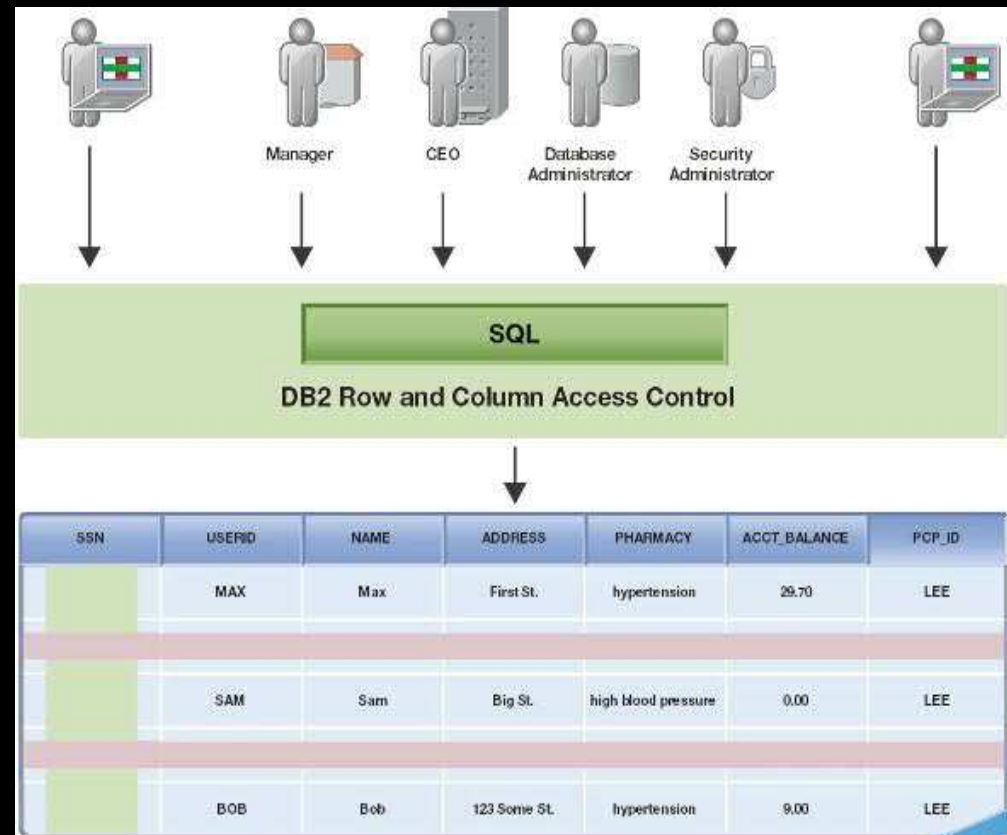 Manager
CEO
Database
Administrator
Security
Administrator
SQL
DB2 Row and Column Access Control
SSN USERID NAME ADDRESS PHARMACY ACCT_BALANCE PCP_ID
MAX Max First St. hypertension 29.70 LEE
SAM Sam Big St. high blood pressure 0.00 LEE
BOB Bob 123 Some St. hypertension 9.00 LEE